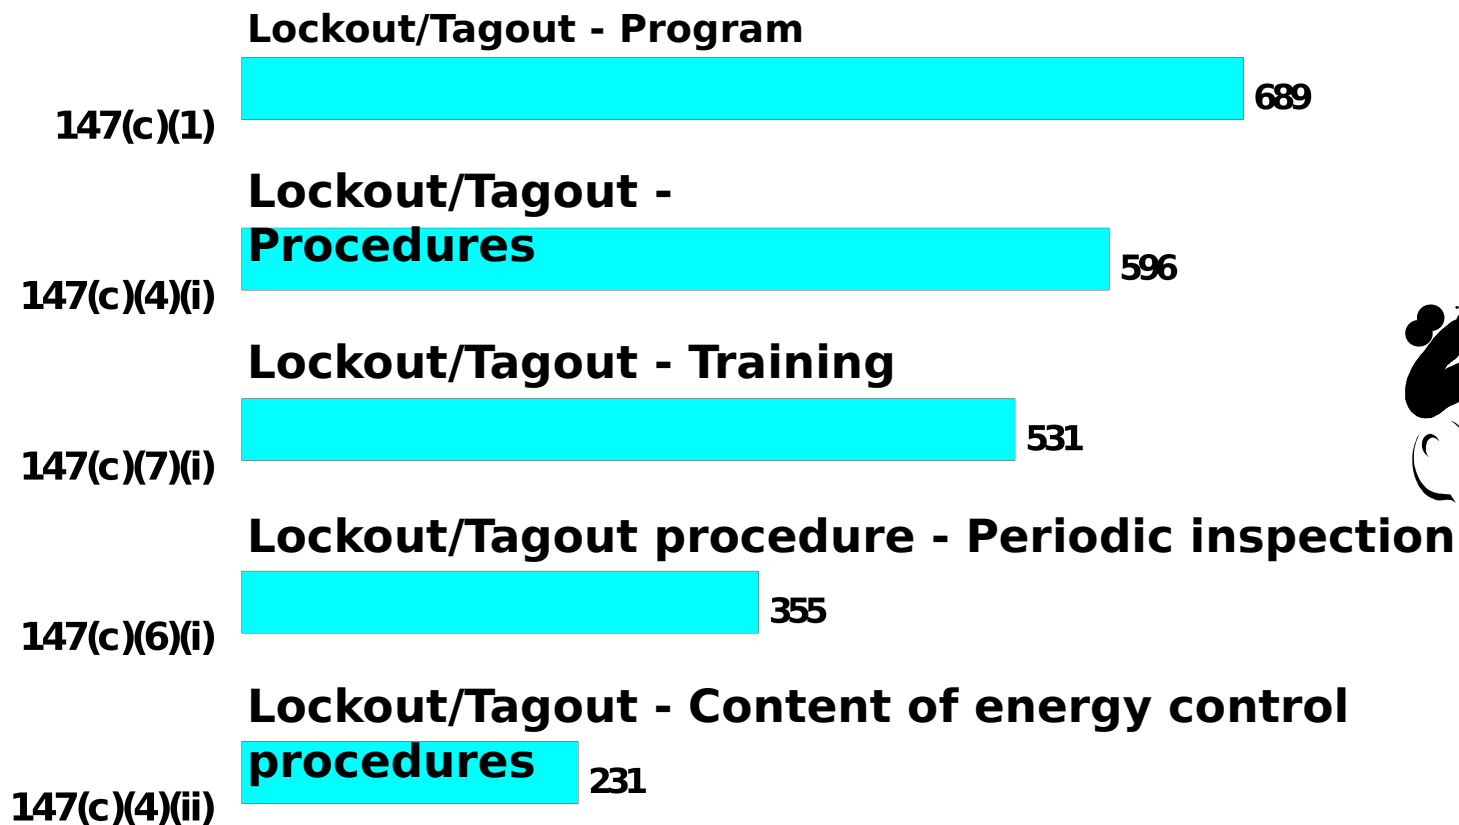 Lockout/Tagout - Program
689
147(c)(1)
Lockout/Tagout -
Procedures
596
147(c)(4)(i)
Lockout/Tagout - Training
531
147(c)(7)(i)
Lockout/Tagout procedure - Periodic inspection
355
147(c)(6)(i)
Lockout/Tagout - Content of energy control
procedures
231
147(c)(4)(ii)